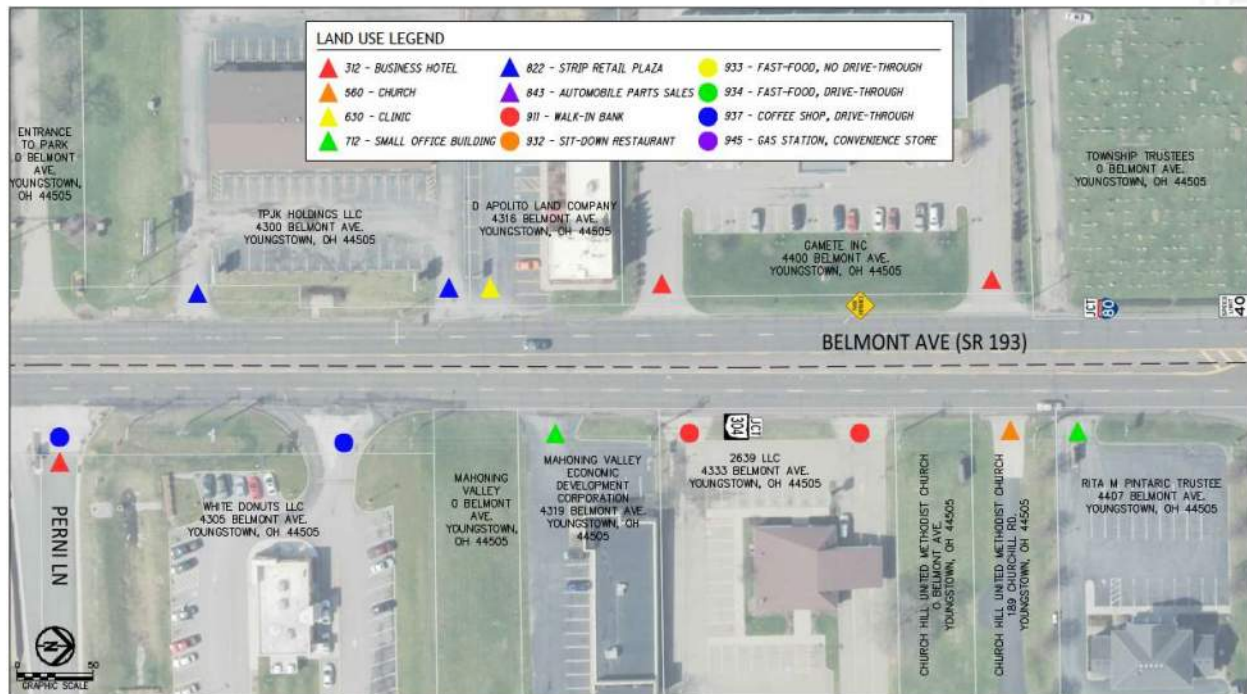 LAND USE LEGEND
312 - BUSINESS HOTEL
560 - CHURCH
630 - CLINIC
712 - SMALL OFFICE BUILDING
822 - STRIP RETAIL PLAZA
843 - AUTOMOBILE PARTS SALES
911 - WALK-IN BANK
932 - SIT-DOWN RESTAURANT
933 - FAST-FOOD, NO DRIVE-THROUGH
934 - FAST-FOOD, DRIVE-THROUGH
937 - COFFEE SHOP, DRIVE-THROUGH
945 - GAS STATION, CONVENIENCE STORE
ENTRANCE
TO PARK
0 BELMONT
AVE.
YOUNGSTOWN,
OH 44505
TPJK HOLDINGS LLC
4300 BELMONT AVE.
YOUNGSTOWN, OH 44505
D APOLITO LAND COMPANY
4316 BELMONT AVE.
YOUNGSTOWN, OH 44505
GAMETE INC
4400 BELMONT AVE.
YOUNGSTOWN, OH 44505
TOWNSHIP TRUSTEES
0 BELMONT AVE.
YOUNGSTOWN, OH 44505
JCT
80
SPEED
LIMIT
40
BELMONT AVE (SR 193)
PERNI LN
WHITE DONUTS LLC
4305 BELMONT AVE.
YOUNGSTOWN, OH 44505
MAHONING
VALLEY
0 BELMONT
AVE.
YOUNGSTOWN,
OH 44505
MAHONING VALLEY
ECONOMIC
DEVELOPMENT
CORPORATION
4319 BELMONT AVE.
YOUNGSTOWN, OH
44505
304
JCT
2639 LLC
4333 BELMONT AVE.
YOUNGSTOWN, OH 44505
CHURCH HILL UNITED METHODIST CHURCH
0 BELMONT AVE.
YOUNGSTOWN, OH 44505
CHURCH HILL UNITED METHODIST CHURCH
189 CHURCHILL RD.
YOUNGSTOWN, OH 44505
RITA M PINTARIC TRUSTEE
4407 BELMONT AVE.
YOUNGSTOWN, OH 44505
N
0 50
GRAPHIC SCALE